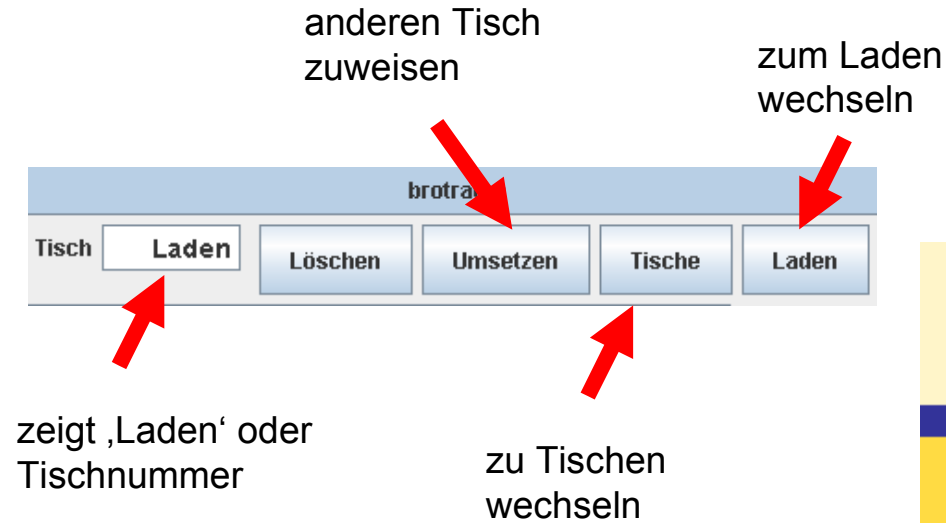 anderen Tisch
zuweisen
zum Laden
wechseln
Tisch
Laden
Löschen
Umsetzen
Tische
Laden
zeigt ‚Laden‘ oder
Tischnummer
zu Tischen
wechseln